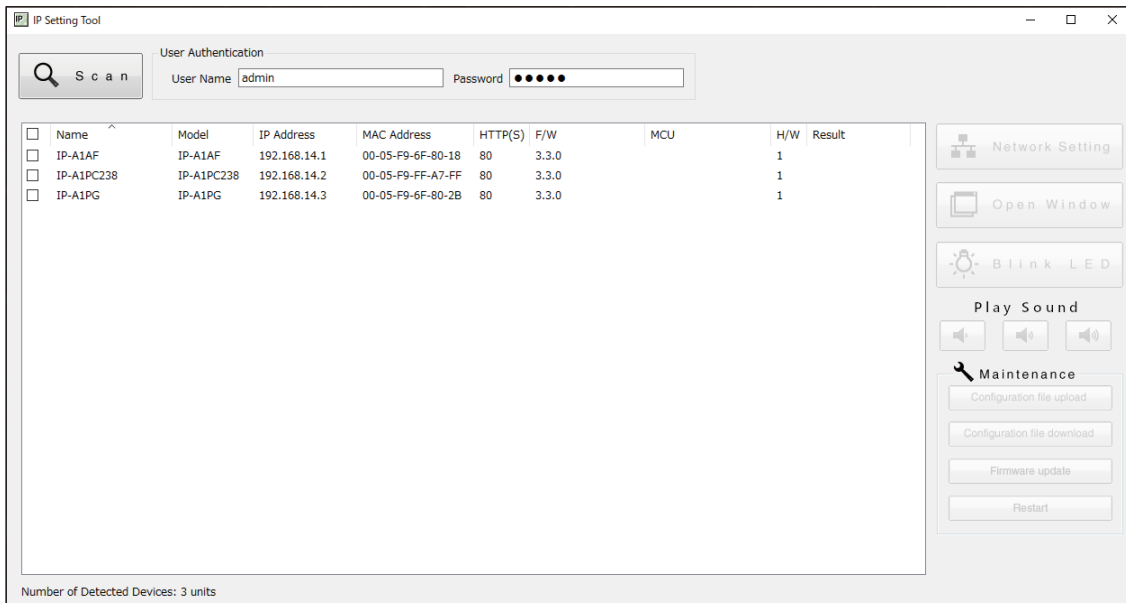 IP IP Setting Tool
User Authentication
Scan
User Name admin Password ●●●●●
Name Model IP Address MAC Address HTTP(S) F/W MCU H/W Result
IP-A1AF IP-A1AF 192.168.14.1 00-05-F9-6F-80-18 80 3.3.0 1
IP-A1PC238 IP-A1PC238 192.168.14.2 00-05-F9-FF-A7-FF 80 3.3.0 1
IP-A1PG IP-A1PG 192.168.14.3 00-05-F9-6F-80-2B 80 3.3.0 1
Network Setting
Open Window
Blink LED
Play Sound
Maintenance
Configuration file upload
Configuration file download
Firmware update
Restart
Number of Detected Devices: 3 units